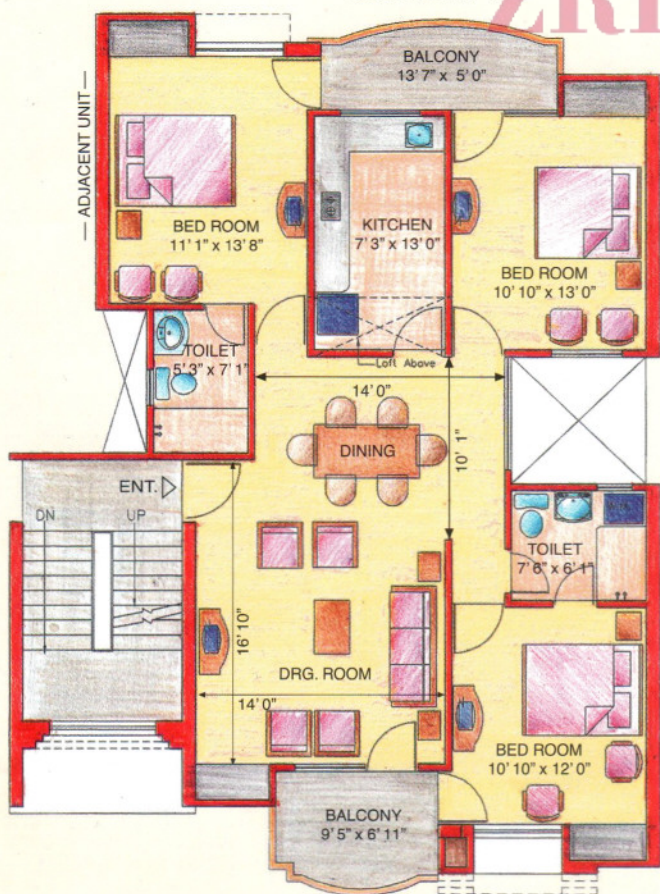 ZRI
BALCONY
13' 7" x 5' 0"
— ADJACENT UNIT —
BED ROOM
11' 1" x 13' 8"
KITCHEN
7' 3" x 13' 0"
BED ROOM
10' 10" x 13' 0"
TOILET
5' 3" x 7' 1"
Loft Above
14' 0"
DINING
10' 1"
ENT.
DN
UP
TOILET
7' 6" x 6' 1"
16' 10"
DRG. ROOM
14' 0"
BED ROOM
10' 10" x 12' 0"
BALCONY
9' 5" x 6' 11"